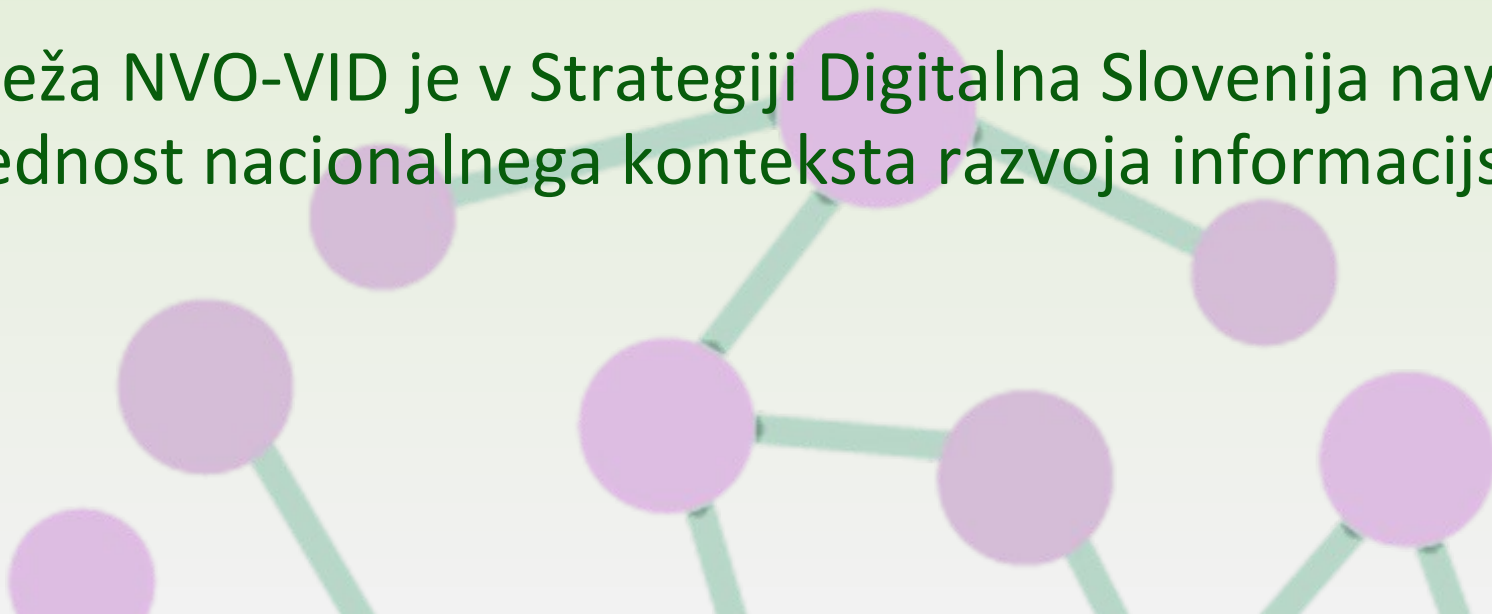 eža NVO-VID je v Strategiji Digitalna Slovenija nav
ednost nacionalnega konteksta razvoja informacijs